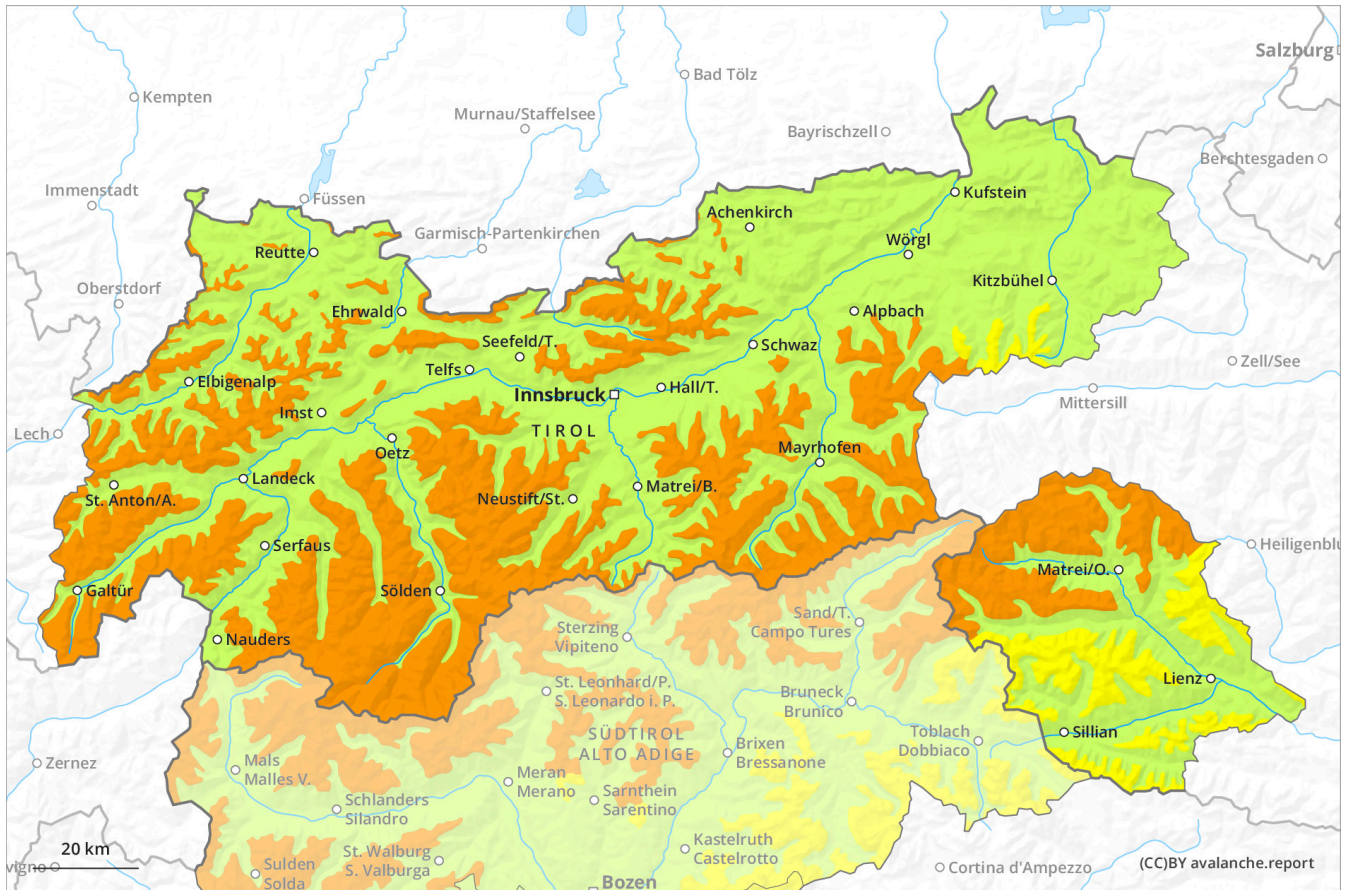 Salzburg
Bad Tölz
Kempten
Murnau/Staffelsee
Bayrischzell
Berchtesgaden
Immenstadt
Füssen
Kufstein
Achenkirch
Garmisch-Partenkirchen
Reutte
Wörgl
Oberstdorf
Kitzbühel
Ehrwald
Alpbach
Seefeld/T.
Schwaz
Zell/See
Telfs
Elbigenalp
Hall/T.
Innsbruck
Mittersill
Imst
Lech
TIROL
Oetz
Mayrhofen
Landeck
St. Anton/A.
Matrei/B.
Neustift/St.
Serfaus
Heiligenblu
Matrei/O.
Galtür
Sölden
Sand/T.
Campo Tures
Nauders
Sterzing
Vipiteno
Lienz
St. Leonhard/P.
S. Leonardo i. P.
Bruneck
Brunico
Sillian
SÜDTIROL
ALTO ADIGE
Toblach
Dobbiaco
Brixen
Bressanone
Zernez
Mals
Malles V.
Meran
Merano
Sarnthein
Sarentino
Schlanders
Silandro
Kastelruth
Castelrotto
20 km
St. Walburg
S. Valburga
vigno
Sulden
Solda
Cortina d'Ampezzo
(CC)BY avalanche.report
Bozen